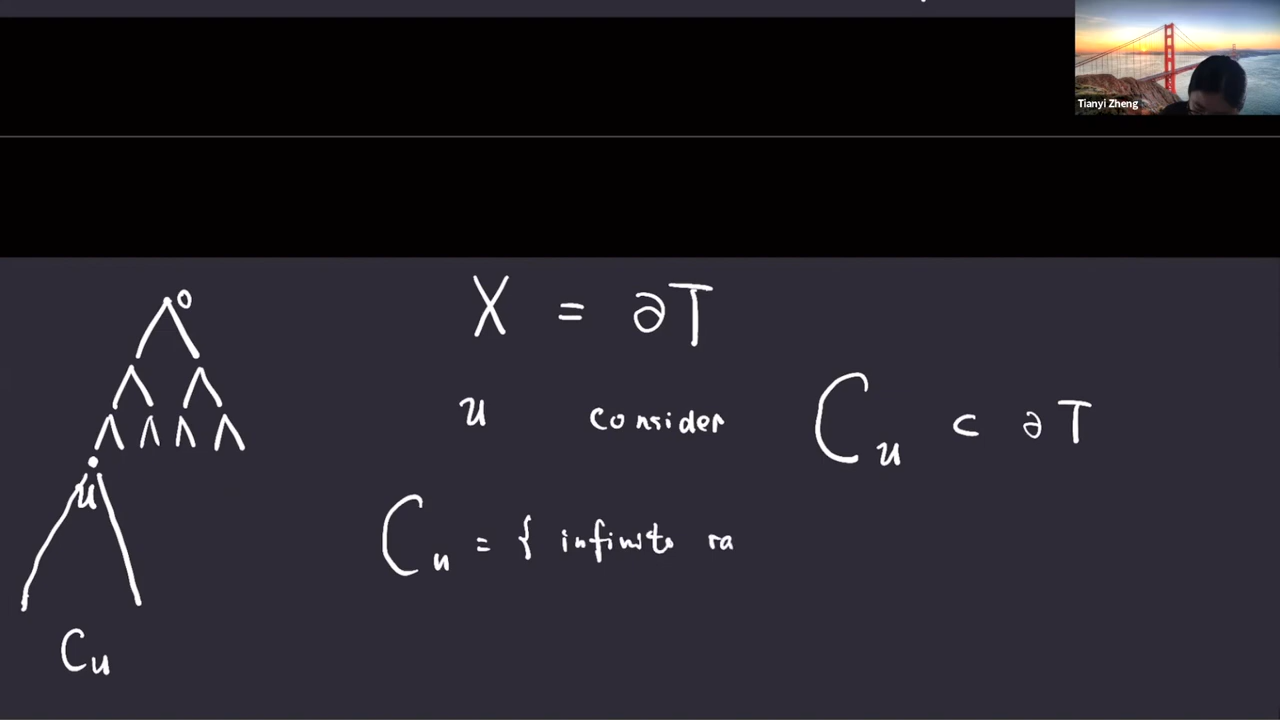 Tianyi Zheng
o
X = ∂T
u consider C_u ⊂ ∂T
u
C_u = { infinite ra
C_u